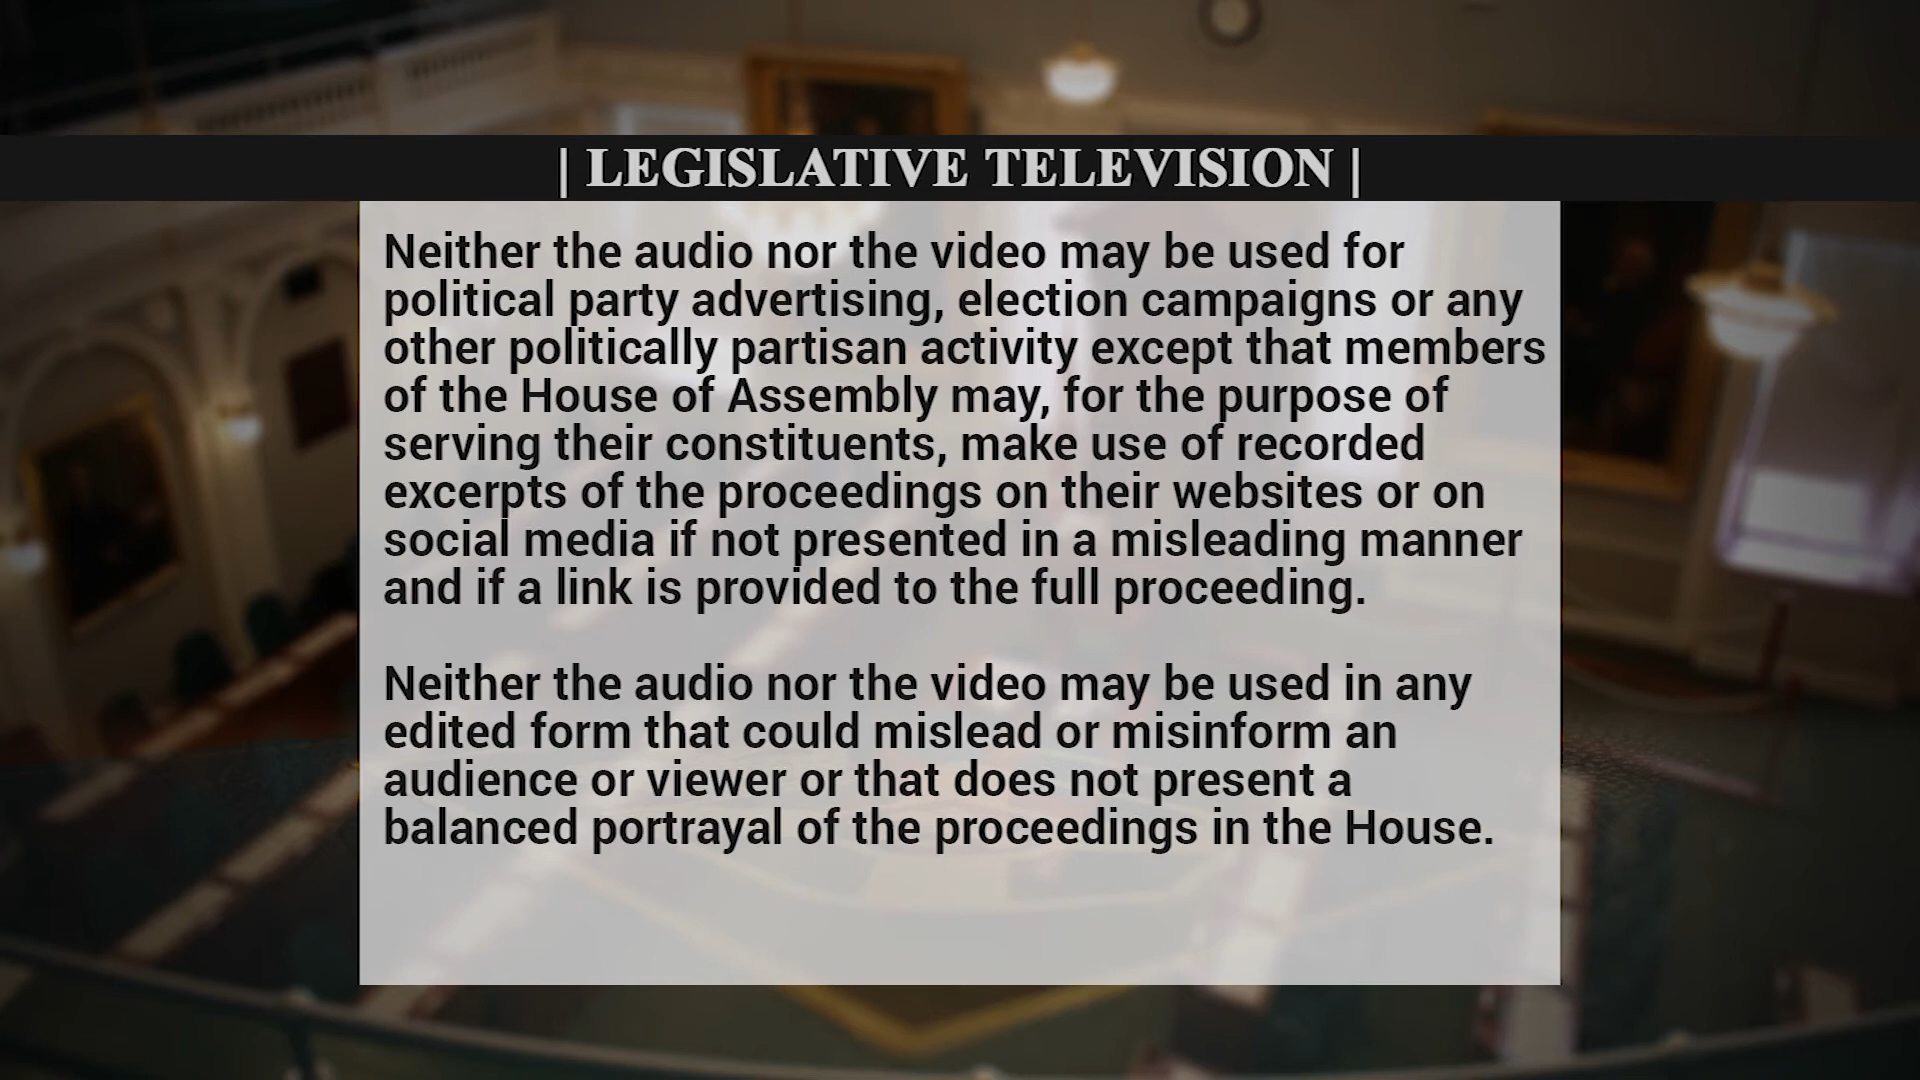 | LEGISLATIVE TELEVISION |
Neither the audio nor the video may be used for
political party advertising, election campaigns or any
other politically partisan activity except that members
of the House of Assembly may, for the purpose of
serving their constituents, make use of recorded
excerpts of the proceedings on their websites or on
social media if not presented in a misleading manner
and if a link is provided to the full proceeding.
Neither the audio nor the video may be used in any
edited form that could mislead or misinform an
audience or viewer or that does not present a
balanced portrayal of the proceedings in the House.